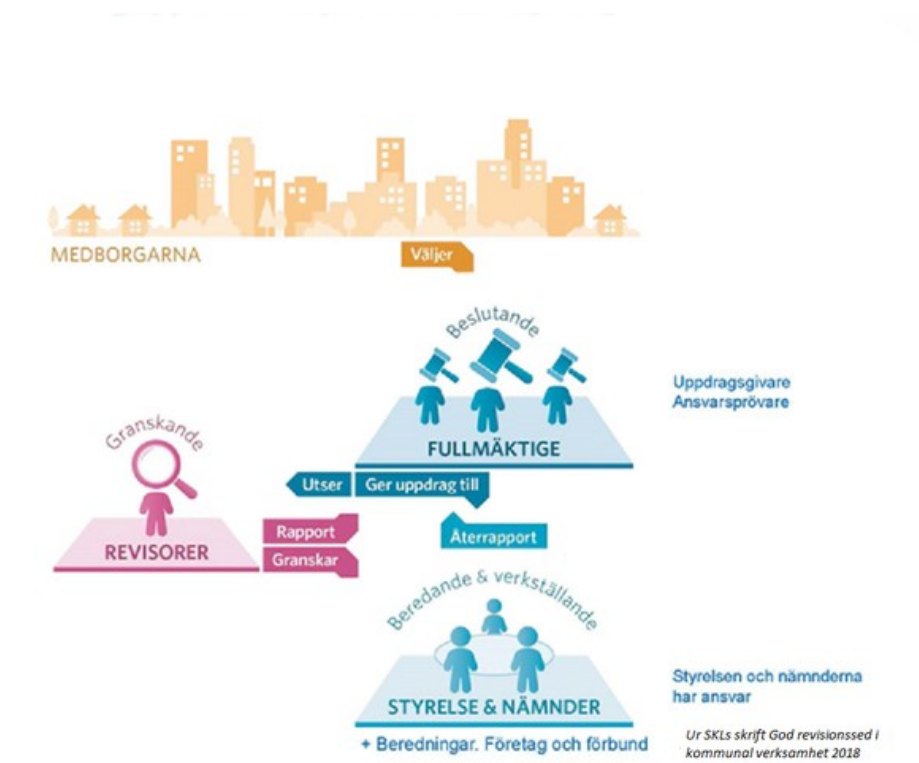 MEDBORGARNA
Väljer
Beslutande
Uppdragsgivare
Ansvarsprövare
FULLMÄKTIGE
Granskande
Utser
Ger uppdrag till
REVISORER
Rapport
Granskar
Återrapport
Beredande & verkställande
Styrelsen och nämnderna
har ansvar
STYRELSE & NÄMNDER
+ Beredningar. Företag och förbund
Ur SKLs skrift God revisionssed i
kommunal verksamhet 2018